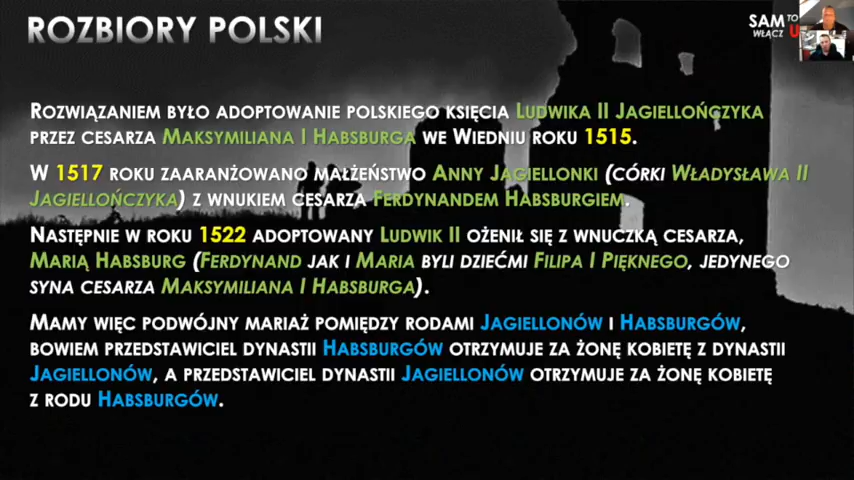 ROZBIORY POLSKI
SAM TO
WŁĄCZ U
ROZWIĄZANIEM BYŁO ADOPTOWANIE POLSKIEGO KSIĘCIA LUDWIKA II JAGIELLOŃCZYKA
PRZEZ CESARZA MAKSYMILIANA I HABSBURGA WE WIEDNIU ROKU 1515.
W 1517 ROKU ZAARANŻOWANO MAŁŻEŃSTWO ANNY JAGIELLONKI (CÓRKI WŁADYSŁAWA II
JAGIELLOŃCZYKA) Z WNUKIEM CESARZA FERDYNANDEM HABSBURGIEM.
NASTĘPNIE W ROKU 1522 ADOPTOWANY LUDWIK II OŻENIŁ SIĘ Z WNUCZKĄ CESARZA,
MARIĄ HABSBURG (FERDYNAND JAK I MARIA BYLI DZIEĆMI FILIPA I PIĘKNEGO, JEDYNEGO
SYNA CESARZA MAKSYMILIANA I HABSBURGA).
MAMY WIĘC PODWÓJNY MARIAŻ POMIĘDZY RODAMI JAGIELLONÓW I HABSBURGÓW,
BOWIEM PRZEDSTAWICIEL DYNASTII HABSBURGÓW OTRZYMUJE ZA ŻONĘ KOBIETĘ Z DYNASTII
JAGIELLONÓW, A PRZEDSTAWICIEL DYNASTII JAGIELLONÓW OTRZYMUJE ZA ŻONĘ KOBIETĘ
Z RODU HABSBURGÓW.